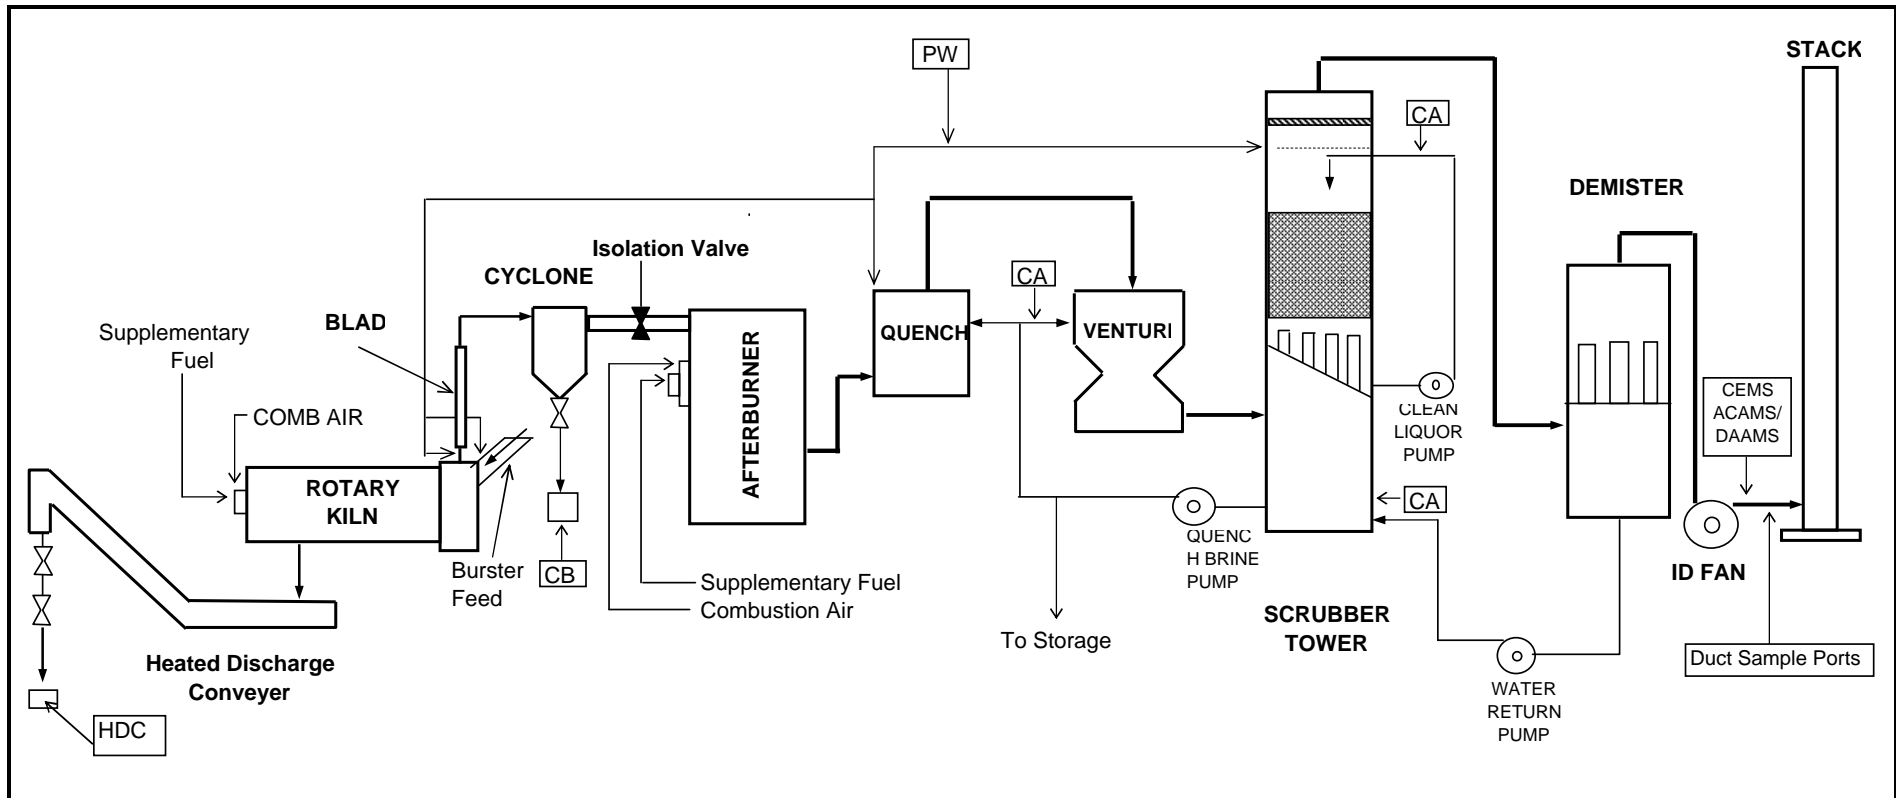 STACK
PW
CA
DEMISTER
Isolation Valve
CYCLONE
CA
BLAD
Supplementary
Fuel
QUENCH
VENTURI
AFTERBURNER
COMB AIR
CEMS
ACAMS/
DAAMS
CLEAN
LIQUOR
PUMP
ROTARY
KILN
CA
QUENC
H BRINE
PUMP
Burster
Feed
CB
ID FAN
Supplementary Fuel
Combustion Air
SCRUBBER
TOWER
To Storage
Duct Sample Ports
Heated Discharge
Conveyer
WATER
RETURN
PUMP
HDC